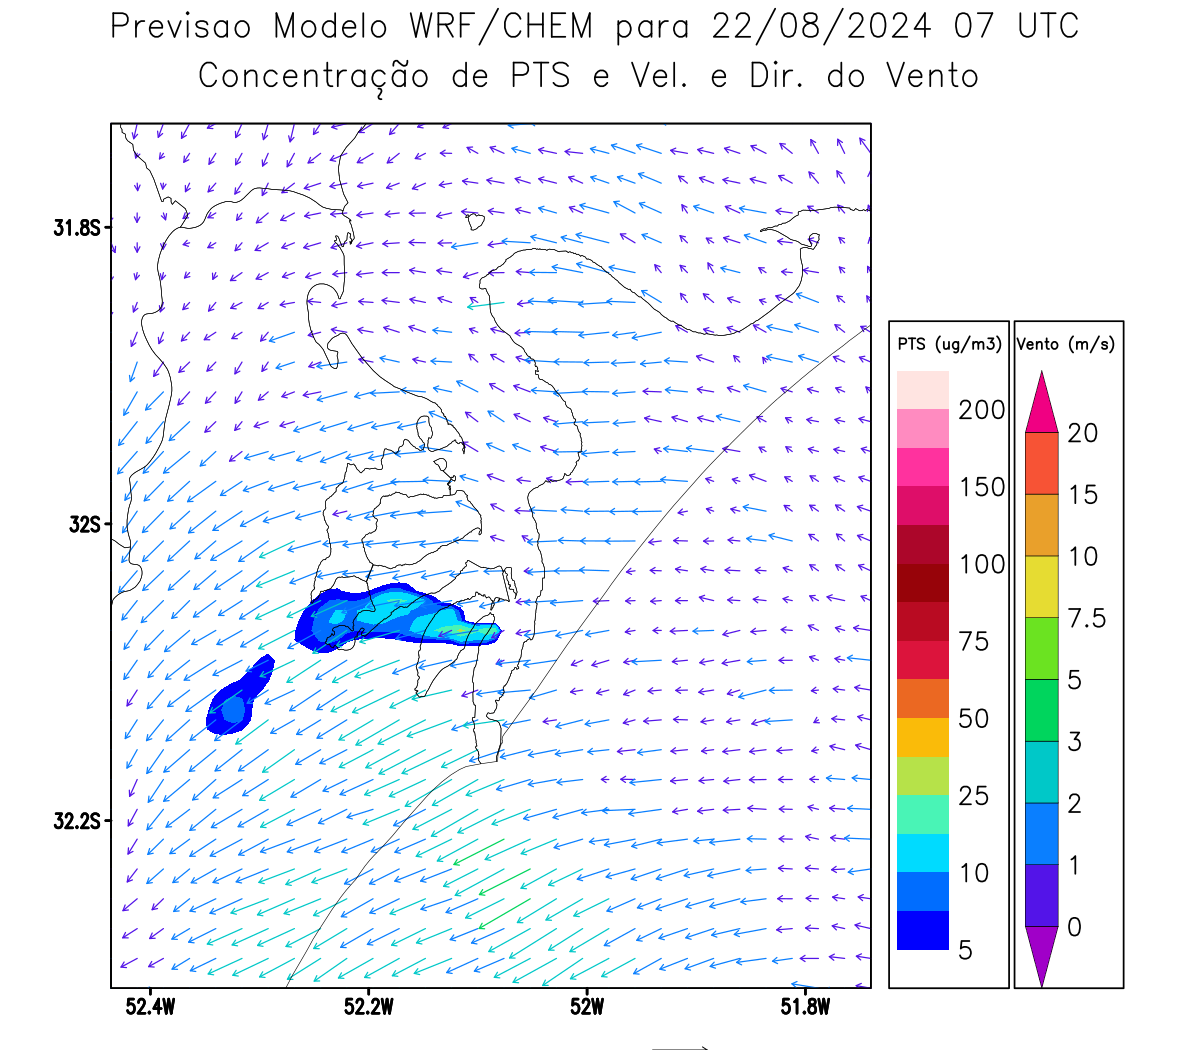 Previsao Modelo WRF/CHEM para 22/08/2024 07 UTC
Concentração de PTS e Vel. e Dir. do Vento
31.8S
32S
32.2S
52.4W 52.2W 52W 51.8W
PTS (ug/m3)
200
150
100
75
50
25
10
5
Vento (m/s)
20
15
10
7.5
5
3
2
1
0